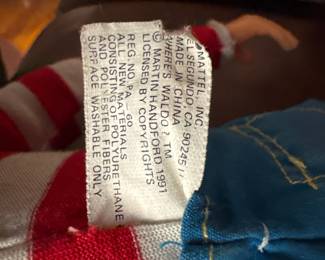 MATTEL, INC.
EL SEGUNDO, CA 90245
MADE IN CHINA
WHERE'S WALDO? TM
MARTIN HANDFORD 1991
LICENSED BY COPYRIGHTS
REG. NO. PA. 60
ALL NEW MATERIALS
CONSISTING OF POLYURETHANE
AND POLYESTER FIBERS
SURFACE WASHABLE ONLY